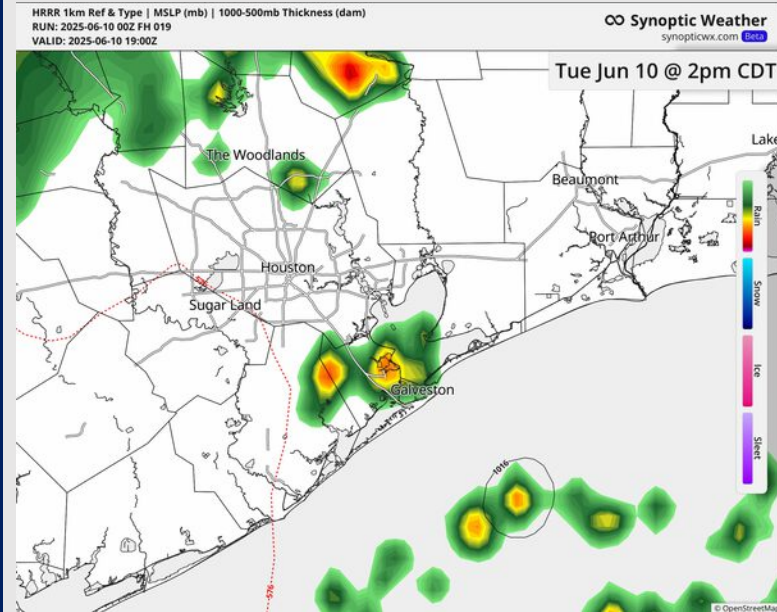 HRRR 1km Ref & Type | MSLP (mb) | 1000-500mb Thickness (dam)
RUN: 2025-06-10 00Z FH 019
VALID: 2025-06-10 19:00Z
Synoptic Weather
synopticwx.com Beta
Tue Jun 10 @ 2pm CDT
The Woodlands
Lake
Beaumont
Port Arthur
Houston
Sugar Land
Galveston
Rain
Snow
Ice
Sleet
1016
576
© OpenStreetMap